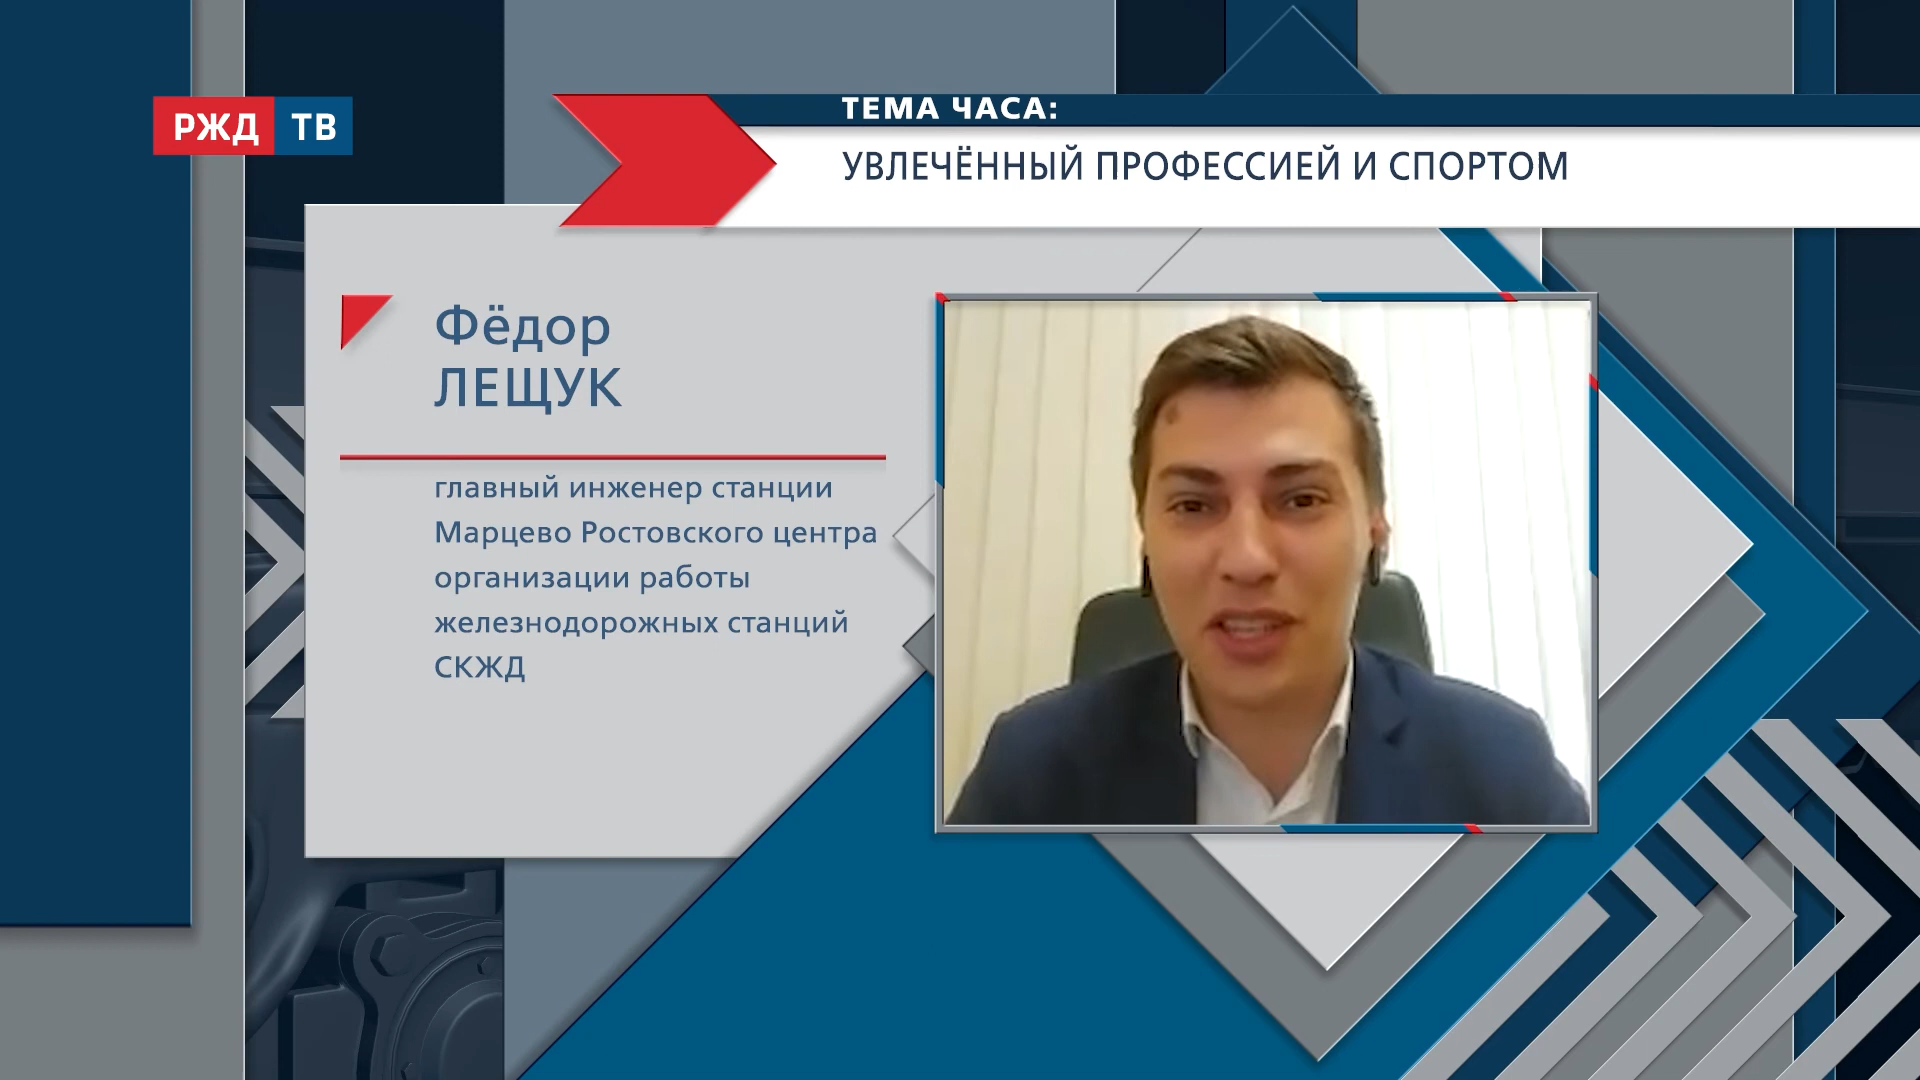 РЖД ТВ
ТЕМА ЧАСА:
УВЛЕЧЁННЫЙ ПРОФЕССИЕЙ И СПОРТОМ
Фёдор
ЛЕЩУК
главный инженер станции
Марцево Ростовского центра
организации работы
железнодорожных станций
СКЖД